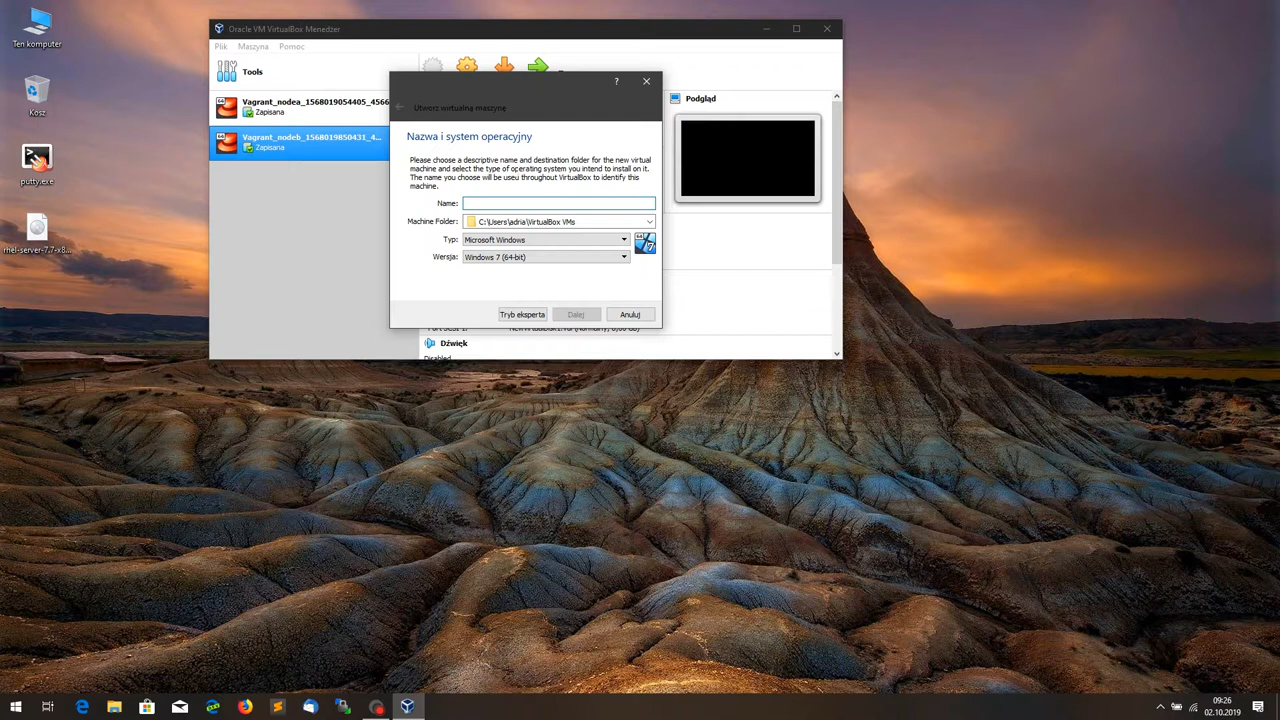 Ten komputer
Kosz
putty.exe
rhel-server-7.7-x8...
Oracle VM VirtualBox Menedżer
Plik Maszyna Pomoc
Tools
Vagrant_nodea_1568019054405_4566
Zapisana
Vagrant_nodeb_1568019850431_4...
Zapisana
Utwórz wirtualną maszynę
Nazwa i system operacyjny
Please choose a descriptive name and destination folder for the new virtual
machine and select the type of operating system you intend to install on it.
The name you choose will be used throughout VirtualBox to identify this
machine.
Name:
Machine Folder: C:\Users\adria\VirtualBox VMs
Typ: Microsoft Windows
Wersja: Windows 7 (64-bit)
64
7
Tryb eksperta Dalej Anuluj
Podgląd
Dźwięk
Disabled
09:26
02.10.2019